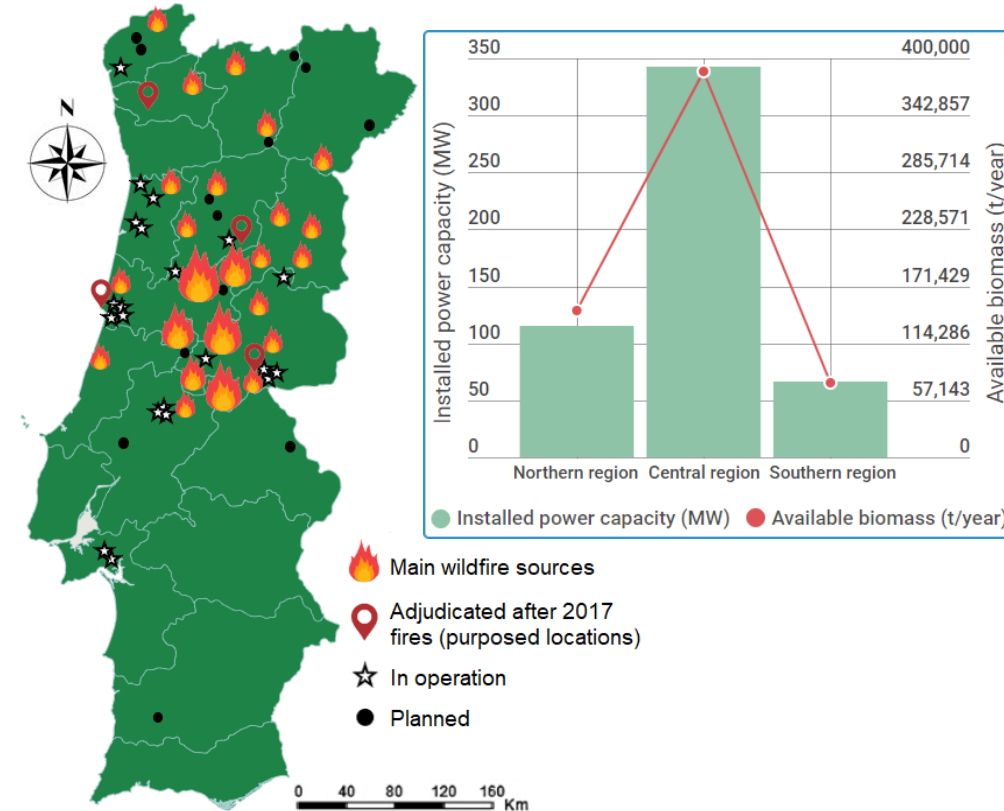 N
350
300
250
200
150
100
50
0
Installed power capacity (MW)
400,000
342,857
285,714
228,571
171,429
114,286
57,143
0
Available biomass (t/year)
Northern region
Central region
Southern region
Installed power capacity (MW)
Available biomass (t/year)
Main wildfire sources
Adjudicated after 2017
fires (purposed locations)
In operation
Planned
0 40 80 120 160
Km